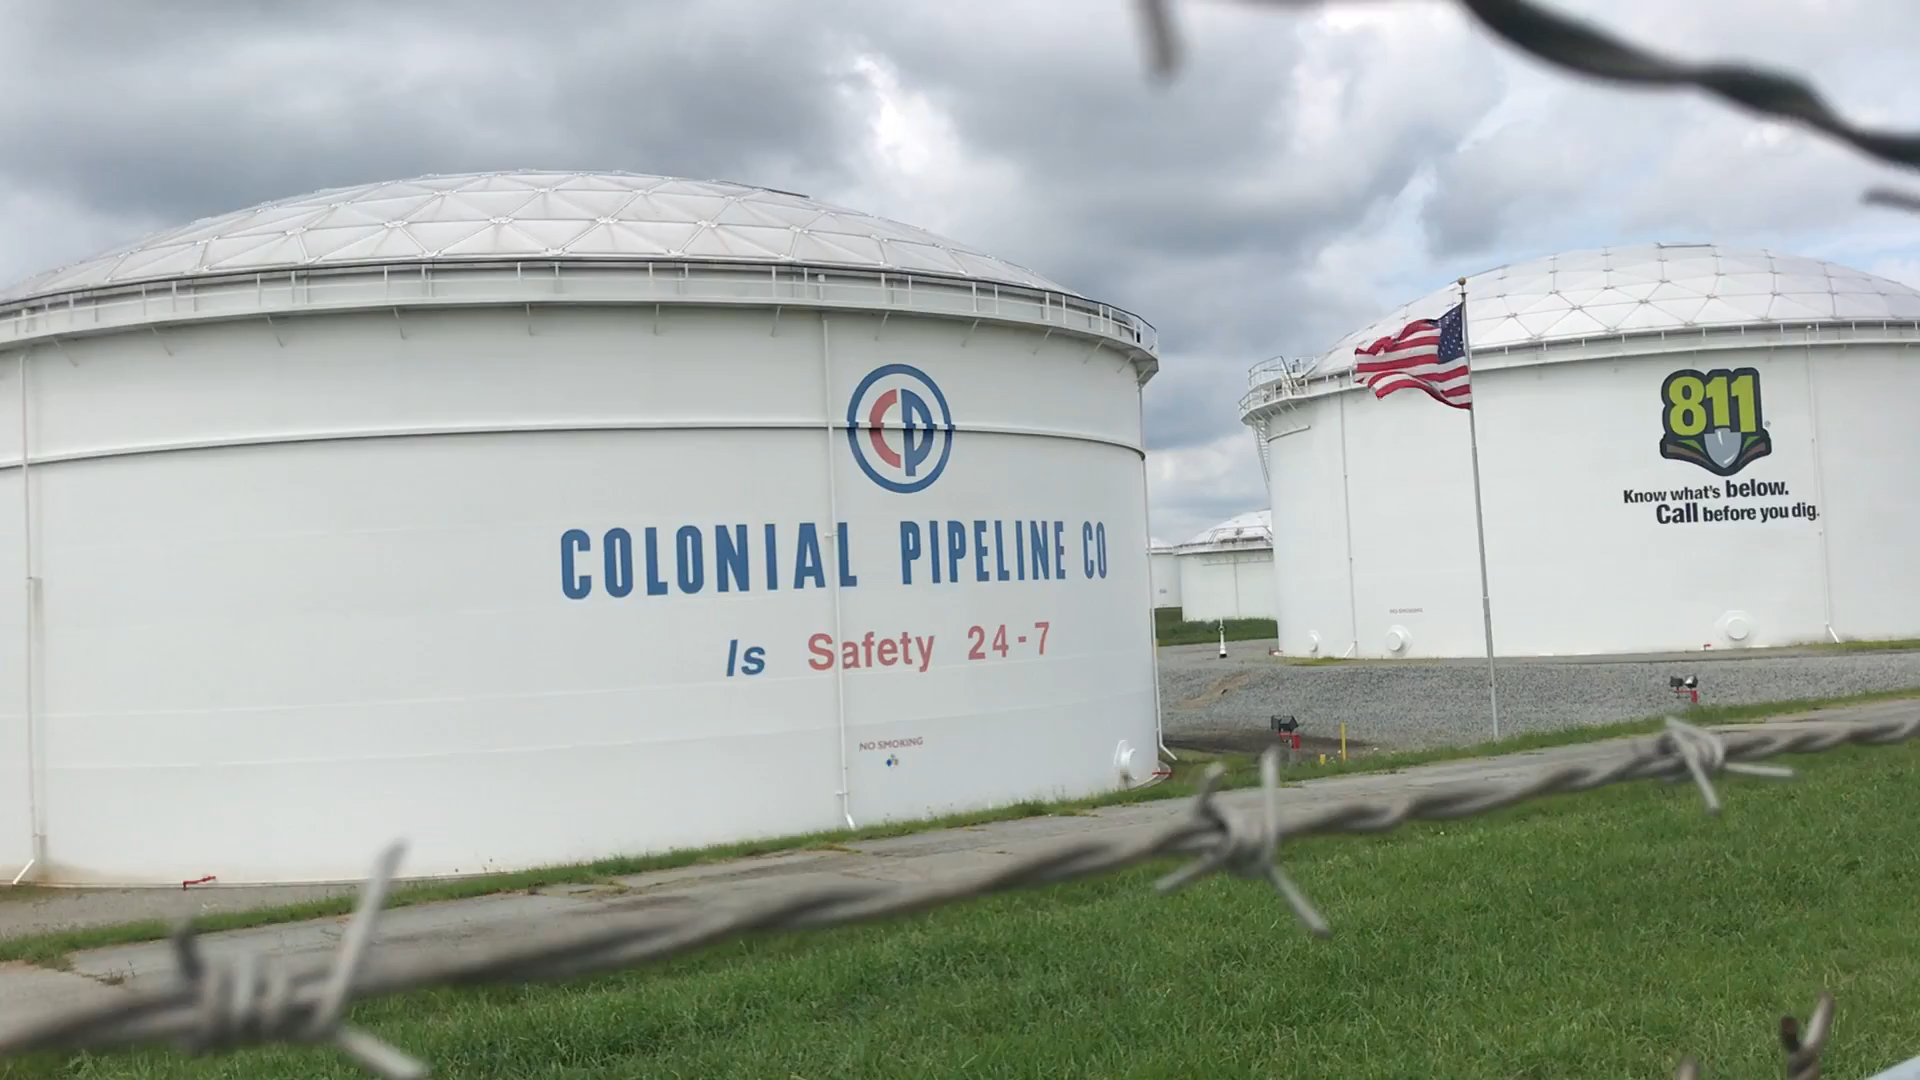 CP
COLONIAL PIPELINE CO
Is Safety 24-7
NO SMOKING
811
Know what's below.
Call before you dig.
NO SMOKING